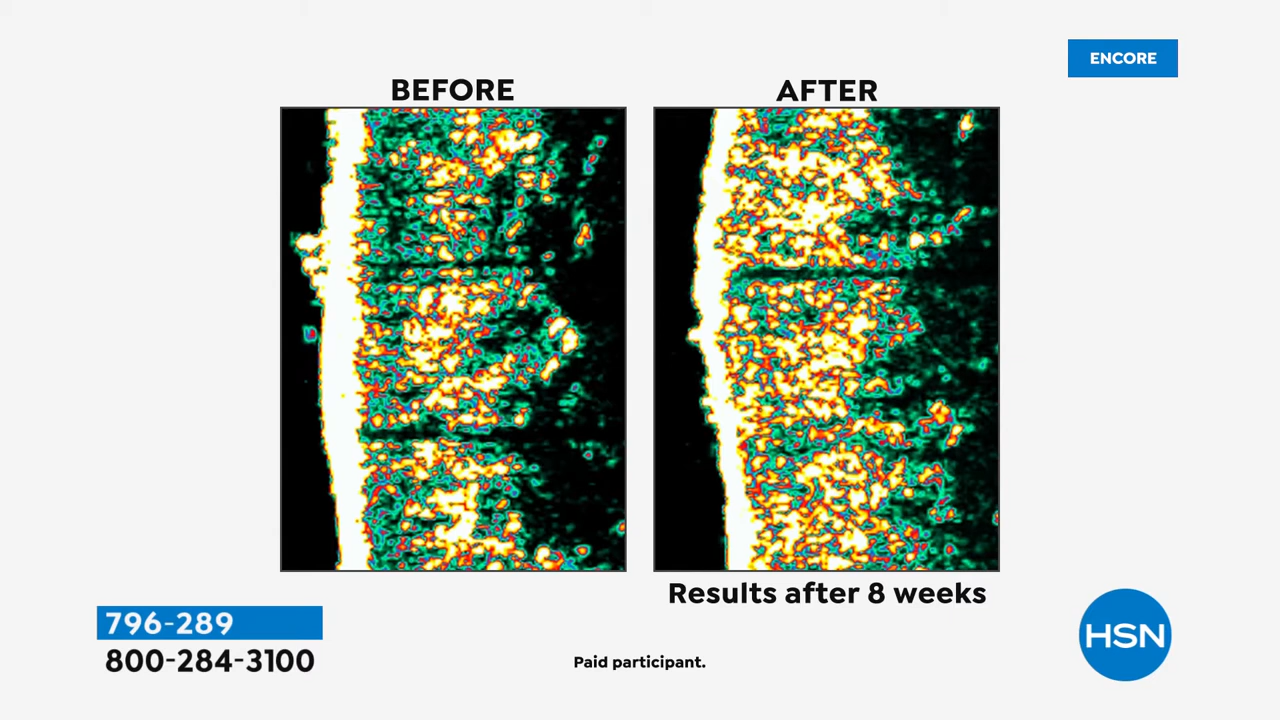 ENCORE
BEFORE
AFTER
Results after 8 weeks
796-289
800-284-3100
Paid participant.
HSN